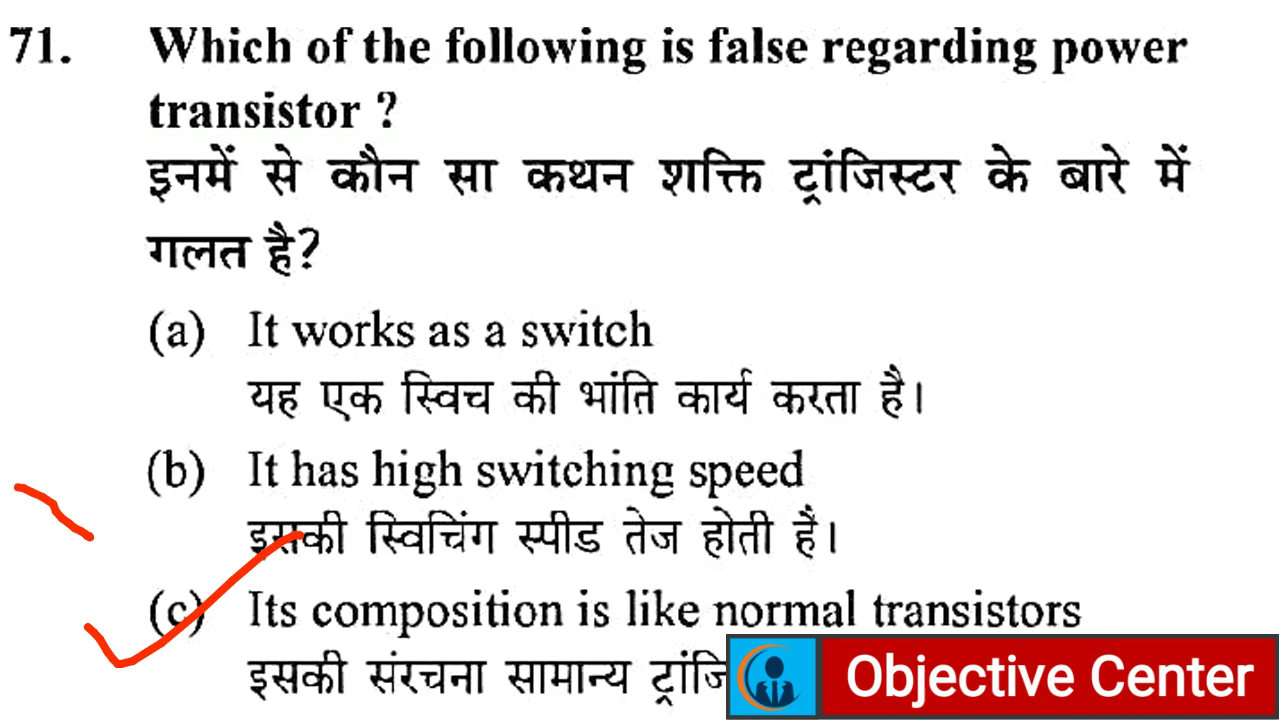 71. Which of the following is false regarding power
transistor ?
इनमें से कौन सा कथन शक्ति ट्रांजिस्टर के बारे में
गलत है?
(a) It works as a switch
यह एक स्विच की भांति कार्य करता है।
(b) It has high switching speed
इसकी स्विचिंग स्पीड तेज होती है।
(c) Its composition is like normal transistors
इसकी संरचना सामान्य
Objective Center